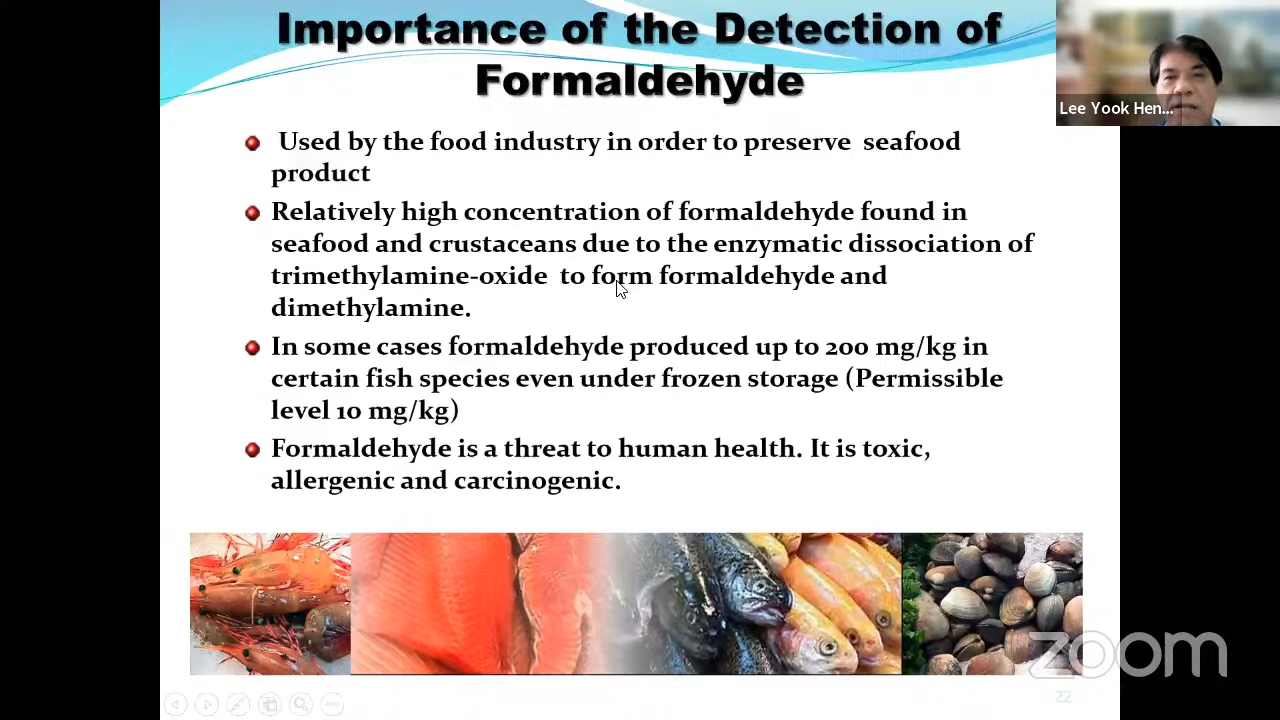 Importance of the Detection of
Formaldehyde
Lee Yook Hen...
Used by the food industry in order to preserve seafood
product
Relatively high concentration of formaldehyde found in
seafood and crustaceans due to the enzymatic dissociation of
trimethylamine-oxide to form formaldehyde and
dimethylamine.
In some cases formaldehyde produced up to 200 mg/kg in
certain fish species even under frozen storage (Permissible
level 10 mg/kg)
Formaldehyde is a threat to human health. It is toxic,
allergenic and carcinogenic.
zoom
22